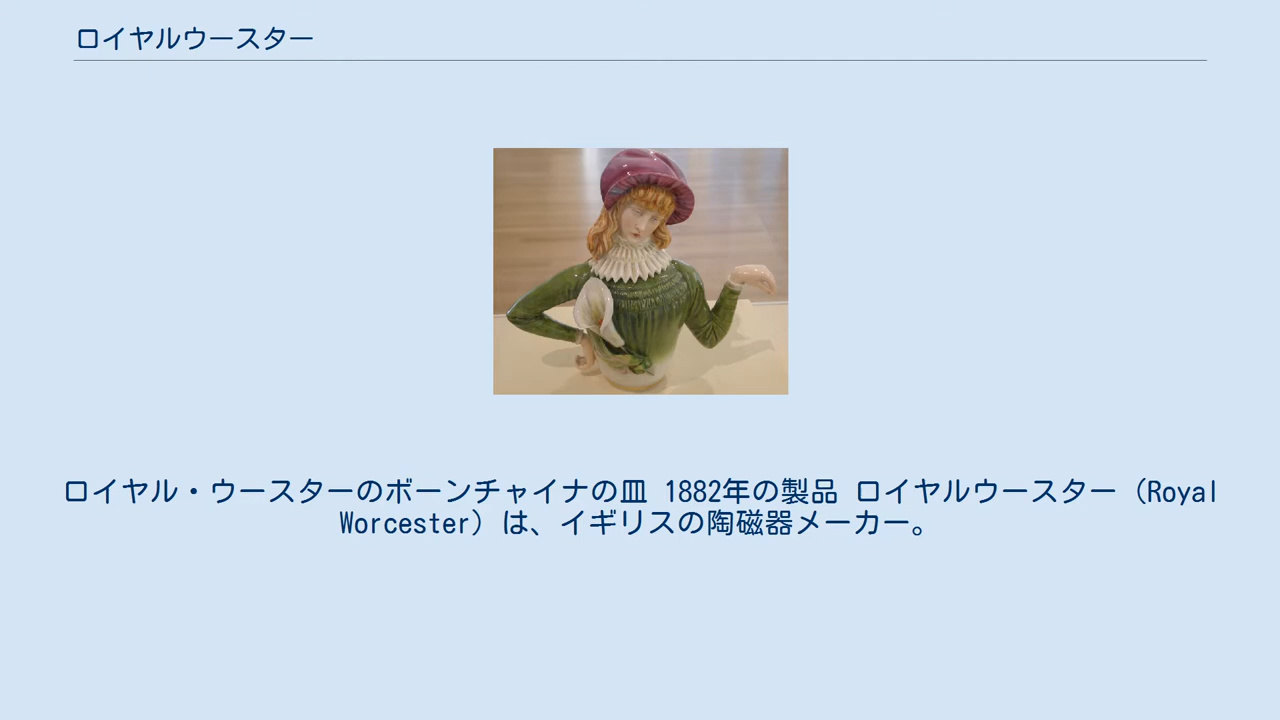 ロイヤルウースター
ロイヤル・ウースターのボーンチャイナの皿 1882年の製品 ロイヤルウースター（Royal
Worcester）は、イギリスの陶磁器メーカー。